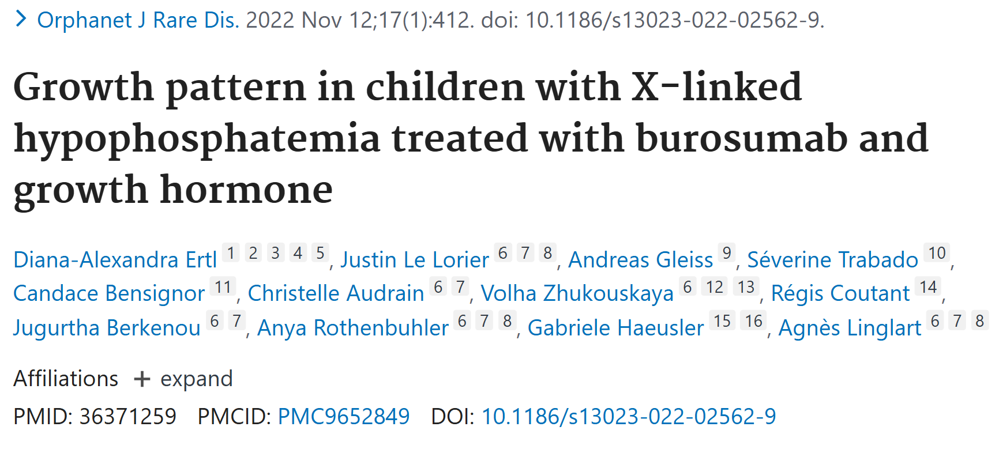 > Orphanet J Rare Dis. 2022 Nov 12;17(1):412. doi: 10.1186/s13023-022-02562-9.
Growth pattern in children with X-linked
hypophosphatemia treated with burosumab and
growth hormone
Diana-Alexandra Ertl 1 2 3 4 5, Justin Le Lorier 6 7 8, Andreas Gleiss 9, Séverine Trabado 10,
Candace Bensignor 11, Christelle Audrain 6 7, Volha Zhukouskaya 6 12 13, Régis Coutant 14,
Jugurtha Berkenou 6 7, Anya Rothenbuhler 6 7 8, Gabriele Haeusler 15 16, Agnès Linglart 6 7 8
Affiliations + expand
PMID: 36371259 PMCID: PMC9652849 DOI: 10.1186/s13023-022-02562-9